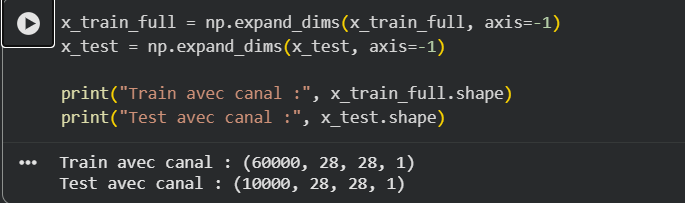 x_train_full = np.expand_dims(x_train_full, axis=-1)
x_test = np.expand_dims(x_test, axis=-1)
print("Train avec canal :", x_train_full.shape)
print("Test avec canal :", x_test.shape)
Train avec canal : (60000, 28, 28, 1)
Test avec canal : (10000, 28, 28, 1)